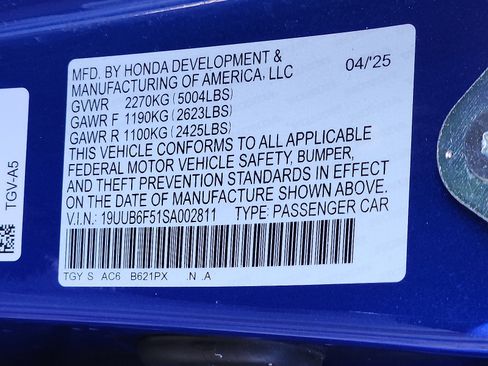 MFD. BY HONDA DEVELOPMENT &
MANUFACTURING OF AMERICA, LLC 04/'25
GVWR 2270KG(5004LBS)
GAWR F 1190KG(2623LBS)
GAWR R 1100KG(2425LBS)
THIS VEHICLE CONFORMS TO ALL APPLICABLE
FEDERAL MOTOR VEHICLE SAFETY, BUMPER,
AND THEFT PREVENTION STANDARDS IN EFFECT
ON THE DATE OF MANUFACTURE SHOWN ABOVE.
V.I.N.: 19UUB6F51SA002811 TYPE: PASSENGER CAR
TGY S AC6 B621PX .N .A
TGV-A5